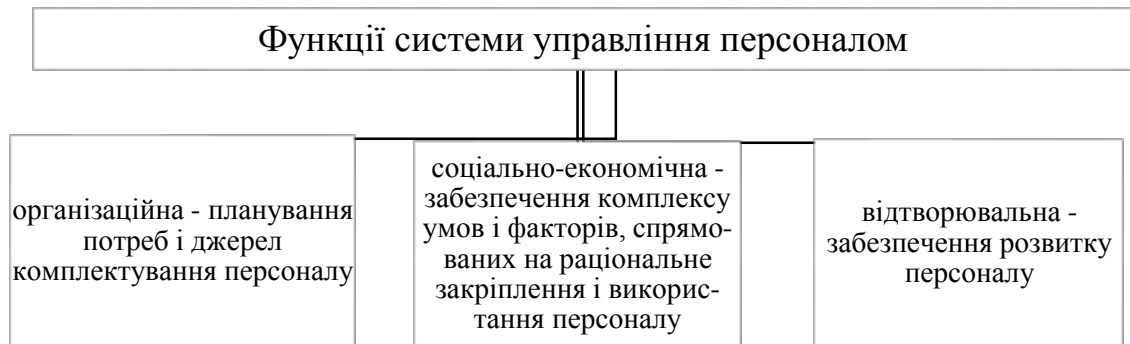 Функції системи управління персоналом
організаційна - планування
потреб і джерел
комплектування персоналу
соціально-економічна -
забезпечення комплексу
умов і факторів, спрямо-
ваних на раціональне
закріплення і викорис-
тання персоналу
відтворювальна -
забезпечення розвитку
персоналу